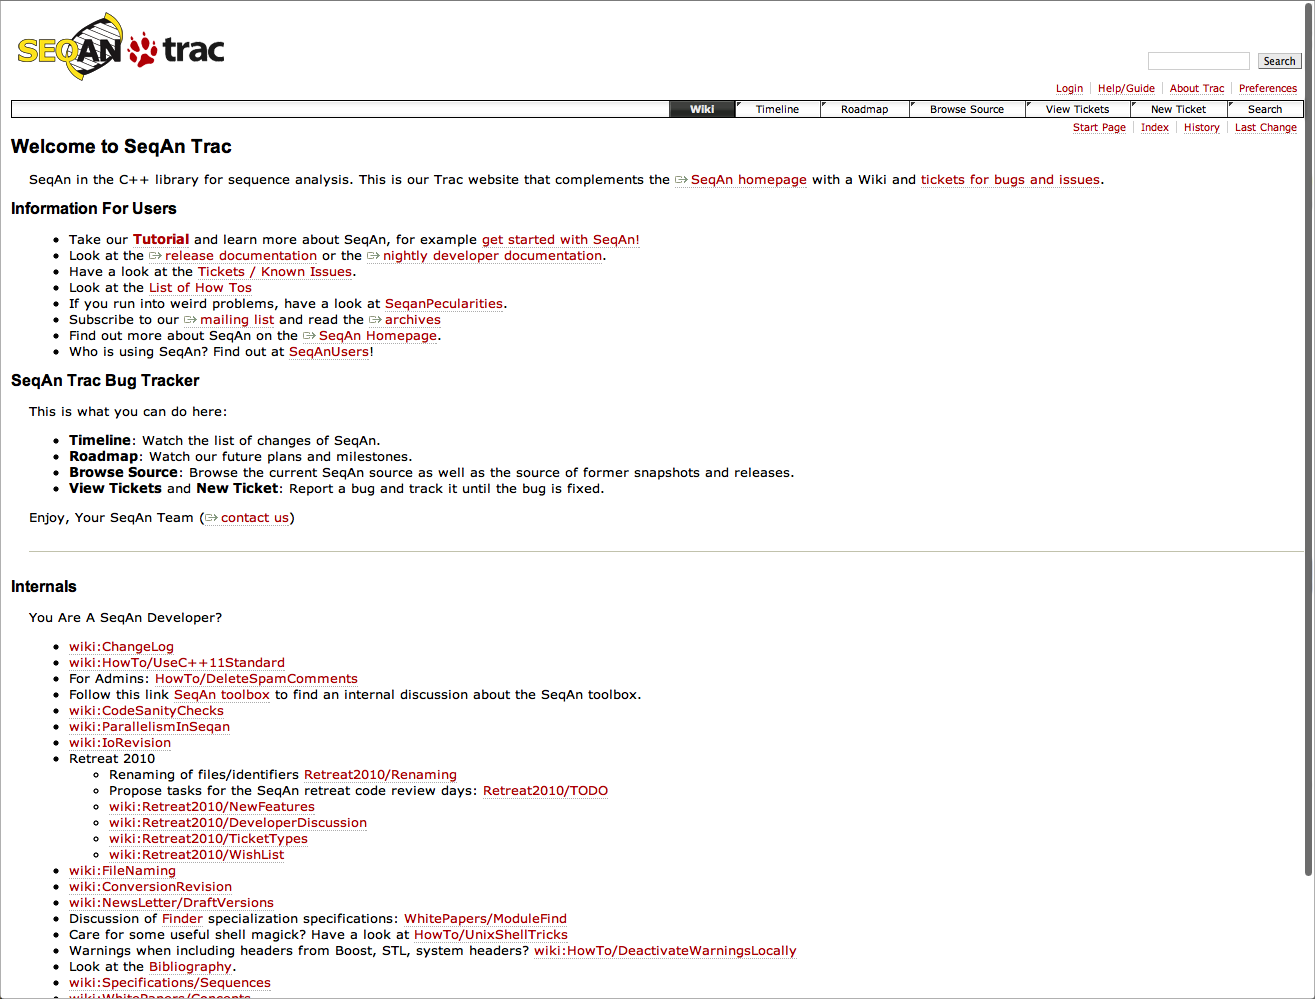 SEQAN trac
Search
Login Help/Guide About Trac Preferences
Wiki Timeline Roadmap Browse Source View Tickets New Ticket Search
Start Page Index History Last Change
Welcome to SeqAn Trac
SeqAn in the C++ library for sequence analysis. This is our Trac website that complements the SeqAn homepage with a Wiki and tickets for bugs and issues.
Information For Users
Take our Tutorial and learn more about SeqAn, for example get started with SeqAn!
Look at the release documentation or the nightly developer documentation.
Have a look at the Tickets / Known Issues.
Look at the List of How Tos
If you run into weird problems, have a look at SeqanPecularities.
Subscribe to our mailing list and read the archives
Find out more about SeqAn on the SeqAn Homepage.
Who is using SeqAn? Find out at SeqAnUsers!
SeqAn Trac Bug Tracker
This is what you can do here:
Timeline: Watch the list of changes of SeqAn.
Roadmap: Watch our future plans and milestones.
Browse Source: Browse the current SeqAn source as well as the source of former snapshots and releases.
View Tickets and New Ticket: Report a bug and track it until the bug is fixed.
Enjoy, Your SeqAn Team (contact us)
Internals
You Are A SeqAn Developer?
wiki:ChangeLog
wiki:HowTo/UseC++11Standard
For Admins: HowTo/DeleteSpamComments
Follow this link SeqAn toolbox to find an internal discussion about the SeqAn toolbox.
wiki:CodeSanityChecks
wiki:ParallelismInSeqan
wiki:IoRevision
Retreat 2010
Renaming of files/identifiers Retreat2010/Renaming
Propose tasks for the SeqAn retreat code review days: Retreat2010/TODO
wiki:Retreat2010/NewFeatures
wiki:Retreat2010/DeveloperDiscussion
wiki:Retreat2010/TicketTypes
wiki:Retreat2010/WishList
wiki:FileNaming
wiki:ConversionRevision
wiki:NewsLetter/DraftVersions
Discussion of Finder specialization specifications: WhitePapers/ModuleFind
Care for some useful shell magick? Have a look at HowTo/UnixShellTricks
Warnings when including headers from Boost, STL, system headers? wiki:HowTo/DeactivateWarningsLocally
Look at the Bibliography.
wiki:Specifications/Sequences
wiki:WhitePapers/Concepts